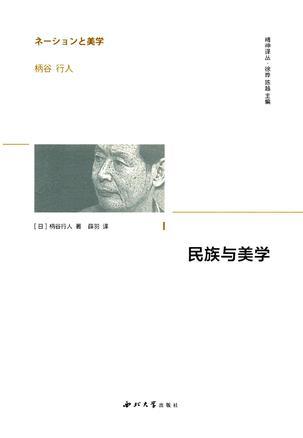 ネーションと美学
柄谷 行人
精神译丛·徐晔 陈越 主编
[日] 柄谷行人 著 薛羽 译
民族与美学
西北大学出版社